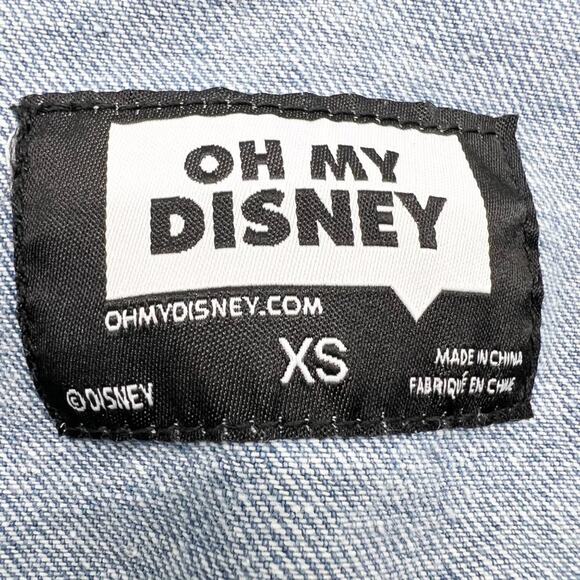 OH MY
DISNEY
OHMYDISNEY.COM
XS
MADE IN CHINA
FABRIQUÉ EN CHINE
© DISNEY